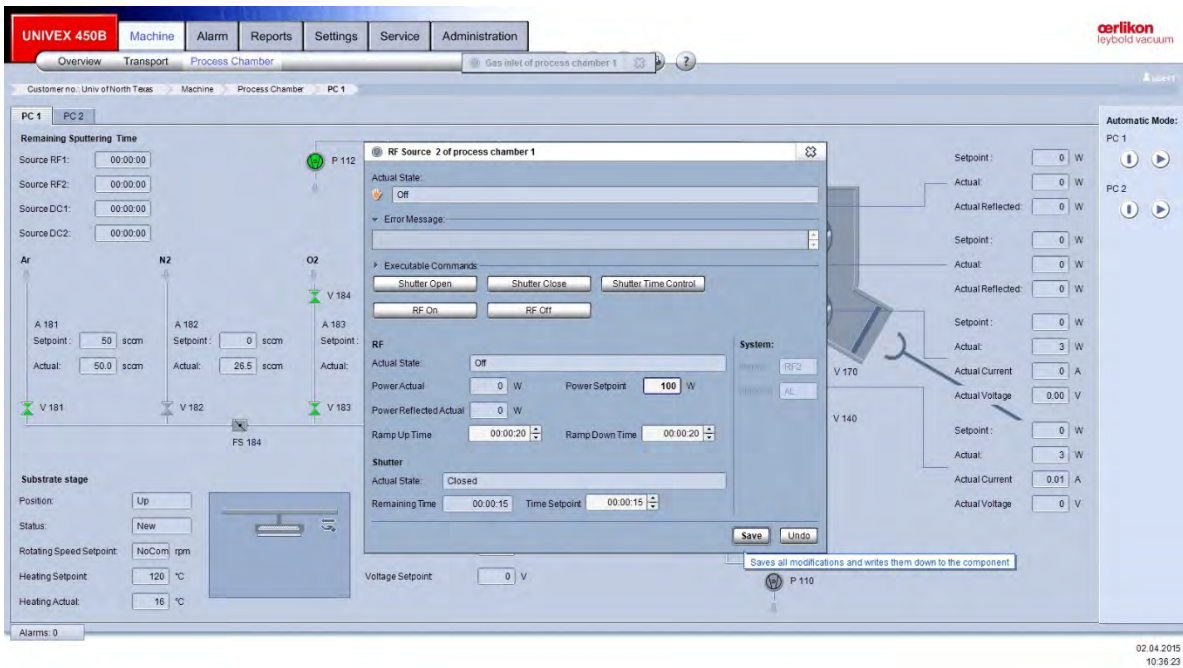 UNIVEX 450B Machine Alarm Reports Settings Service Administration
œrlikon
leybold vacuum
Overview Transport Process Chamber
Gas inlet of process chamber 1
?
Customer no.: Univ of North Texas Machine Process Chamber PC 1
PC 1 PC 2
Automatic Mode:
PC 1
PC 2
Remaining Sputtering Time
Source RF1: 00:00:00
Source RF2: 00:00:00
Source DC1: 00:00:00
Source DC2: 00:00:00
P 112
Ar N2 O2
V 184
A 181 A 182 A 183
Setpoint: 50 sccm Setpoint: 0 sccm Setpoint:
Actual: 50.0 sccm Actual: 26.5 sccm Actual:
V 181 V 182 V 183
FS 184
Substrate stage
Position: Up
Status: New
Rotating Speed Setpoint: NoCom rpm
Heating Setpoint 120 °C
Heating Actual: 16 °C
RF Source 2 of process chamber 1
Actual State:
Off
Error Message:
Executable Commands:
Shutter Open Shutter Close Shutter Time Control
RF On RF Off
RF
Actual State: Off
Power Actual 0 W Power Setpoint 100 W
Power Reflected Actual 0 W
Ramp Up Time 00:00:20 Ramp Down Time 00:00:20
Shutter
Actual State: Closed
Remaining Time 00:00:15 Time Setpoint 00:00:15
System:
RF2
AL
Save Undo
Saves all modifications and writes them down to the component
Voltage Setpoint 0 V
P 110
V 170
V 140
Setpoint: 0 W
Actual: 0 W
Actual Reflected: 0 W
Setpoint: 0 W
Actual: 0 W
Actual Reflected: 0 W
Setpoint: 0 W
Actual: 3 W
Actual Current 0 A
Actual Voltage 0.00 V
Setpoint: 0 W
Actual: 3 W
Actual Current 0.01 A
Actual Voltage 0 V
Alarms: 0
02.04.2015
10:36:23